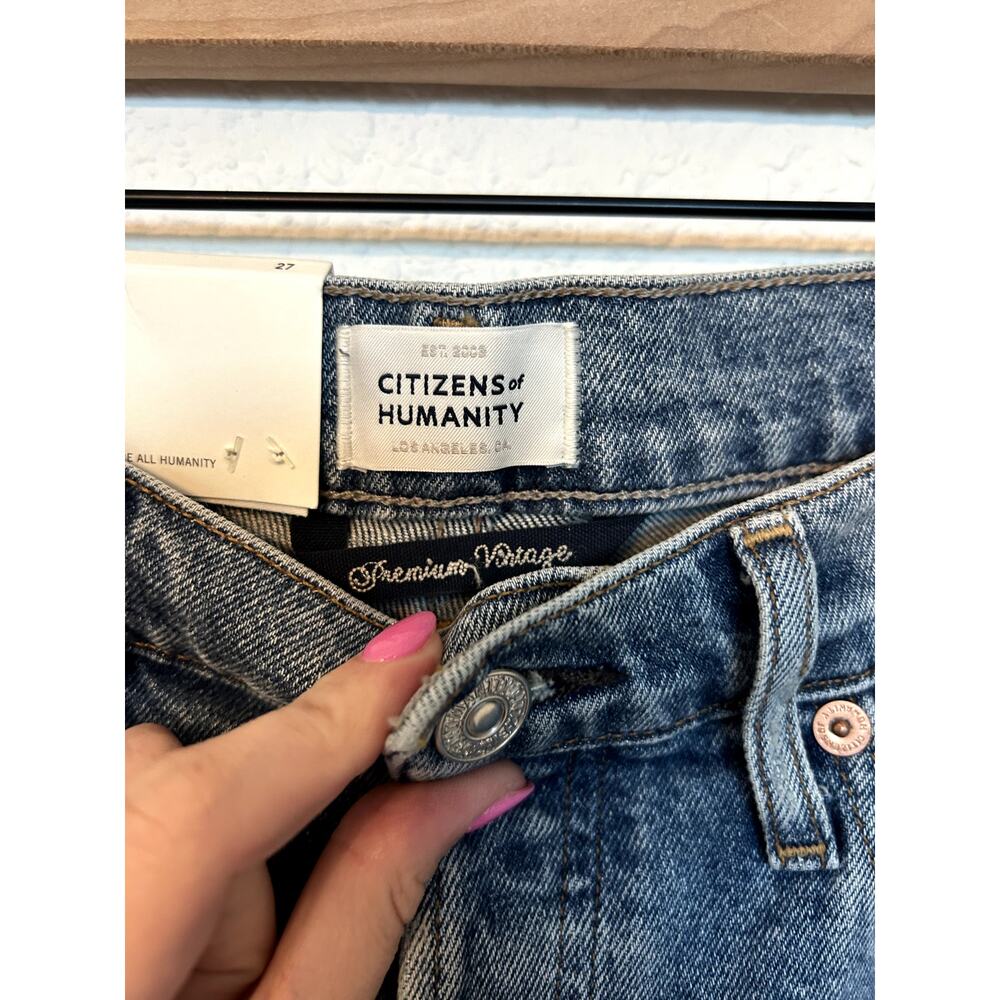 27
EST. 2003
CITIZENS of
HUMANITY
LOS ANGELES, CA.
E ALL HUMANITY
Premium Vintage